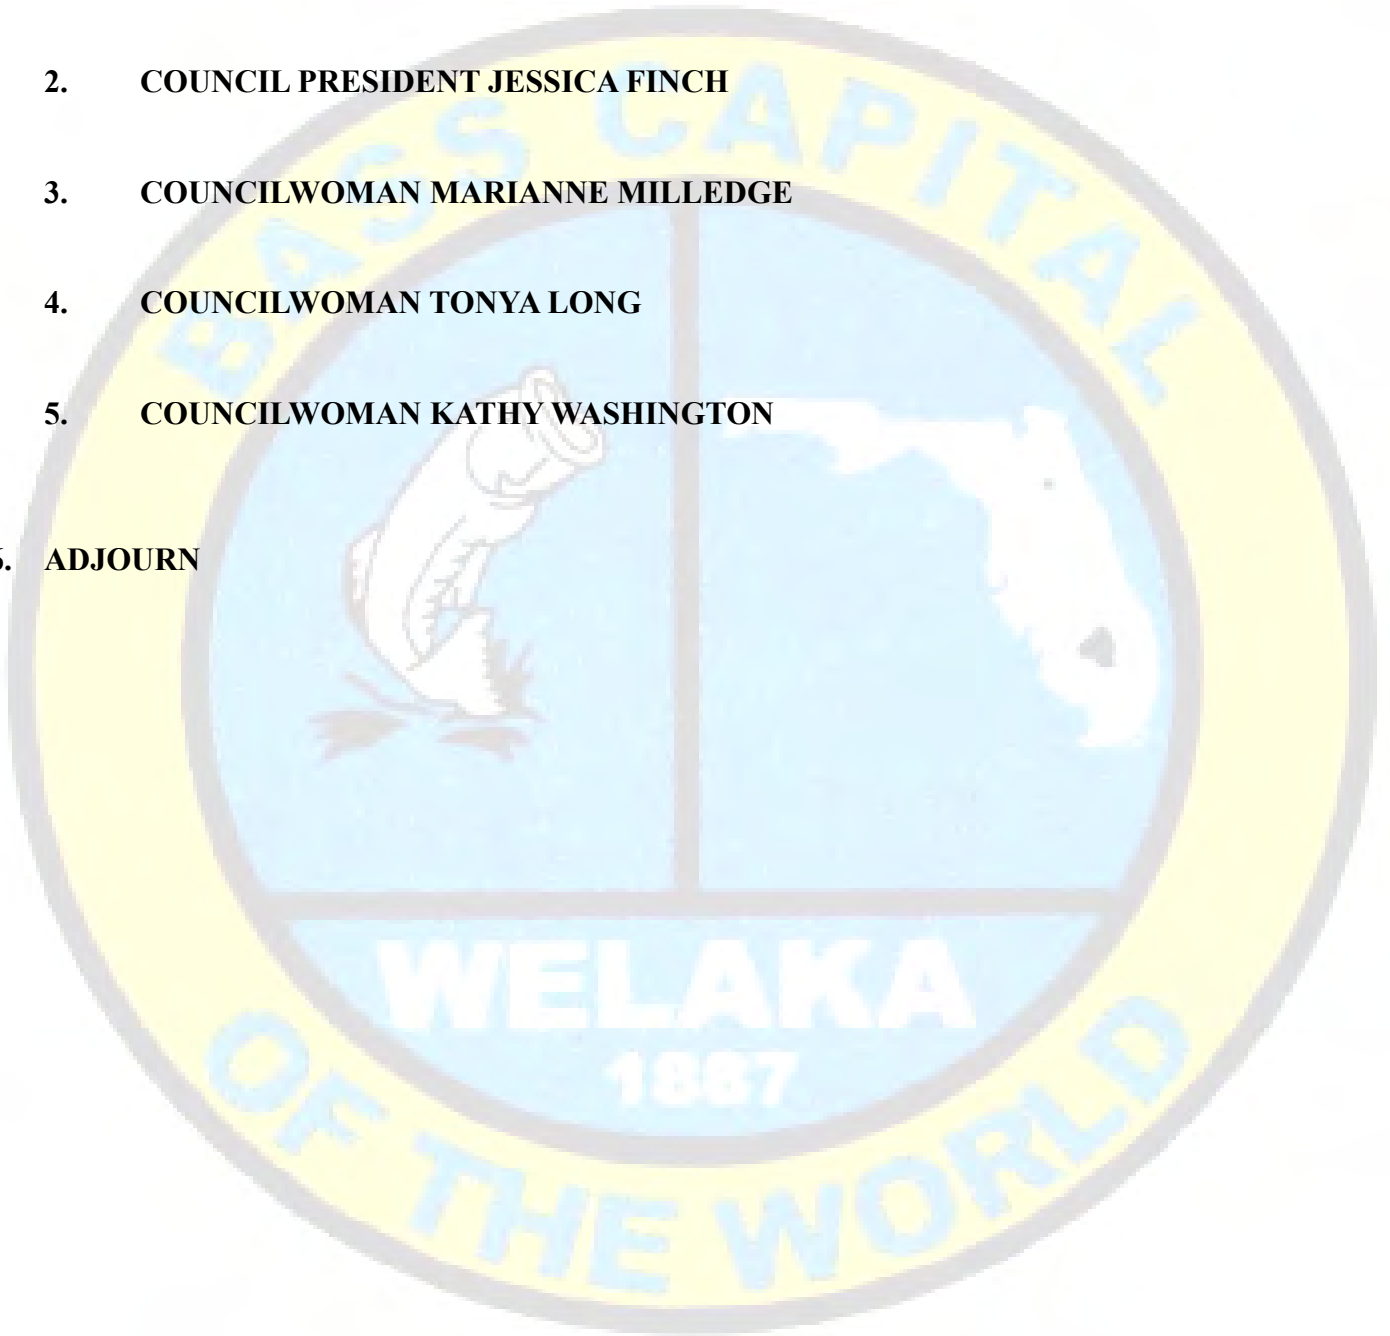 2. COUNCIL PRESIDENT JESSICA FINCH
3. COUNCILWOMAN MARIANNE MILLEDGE
4. COUNCILWOMAN TONYA LONG
5. COUNCILWOMAN KATHY WASHINGTON
6. ADJOURN
BASS CAPITAL
WELAKA
1887
OF THE WORLD